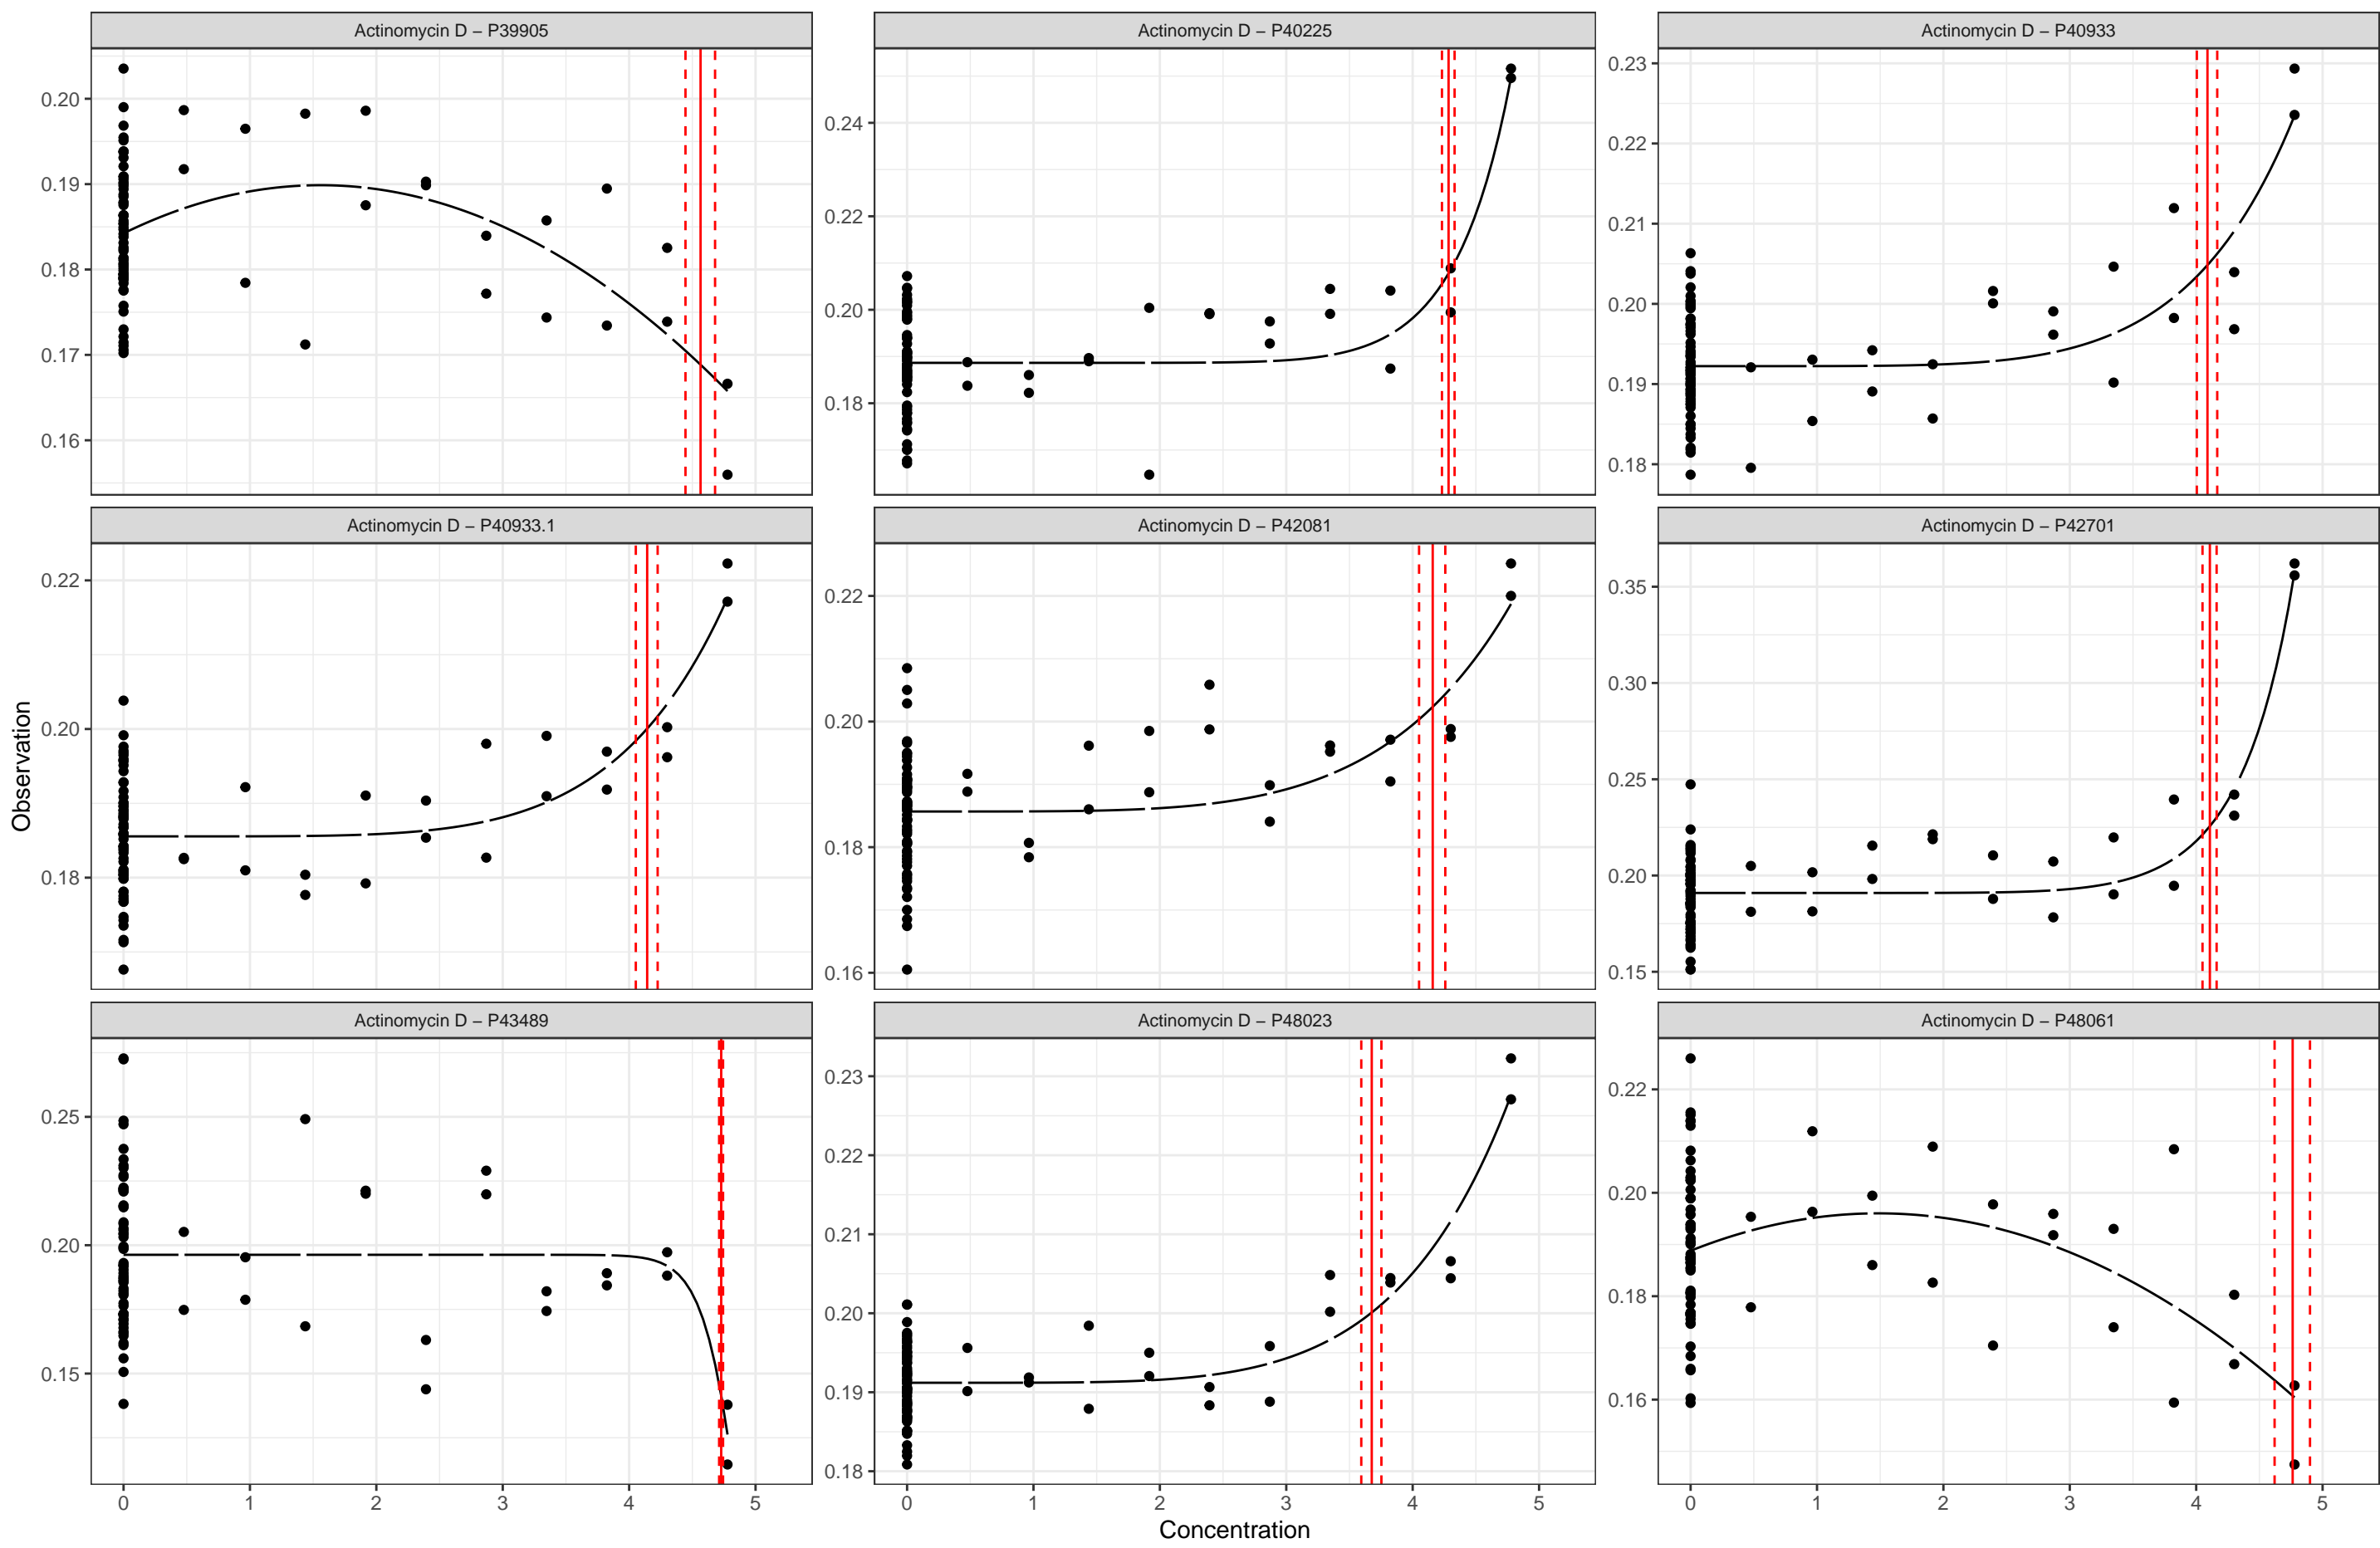 Actinomycin D – P39905
Actinomycin D – P40225
Actinomycin D – P40933
0.20
0.19
0.18
0.17
0.16
0.24
0.22
0.20
0.18
0.23
0.22
0.21
0.20
0.19
0.18
Actinomycin D – P40933.1
Actinomycin D – P42081
Actinomycin D – P42701
0.22
0.20
0.18
0.22
0.20
0.18
0.16
0.35
0.30
0.25
0.20
0.15
Observation
Actinomycin D – P43489
Actinomycin D – P48023
Actinomycin D – P48061
0.25
0.20
0.15
0.23
0.22
0.21
0.20
0.19
0.18
0.22
0.20
0.18
0.16
0 1 2 3 4 5
0 1 2 3 4 5
0 1 2 3 4 5
Concentration